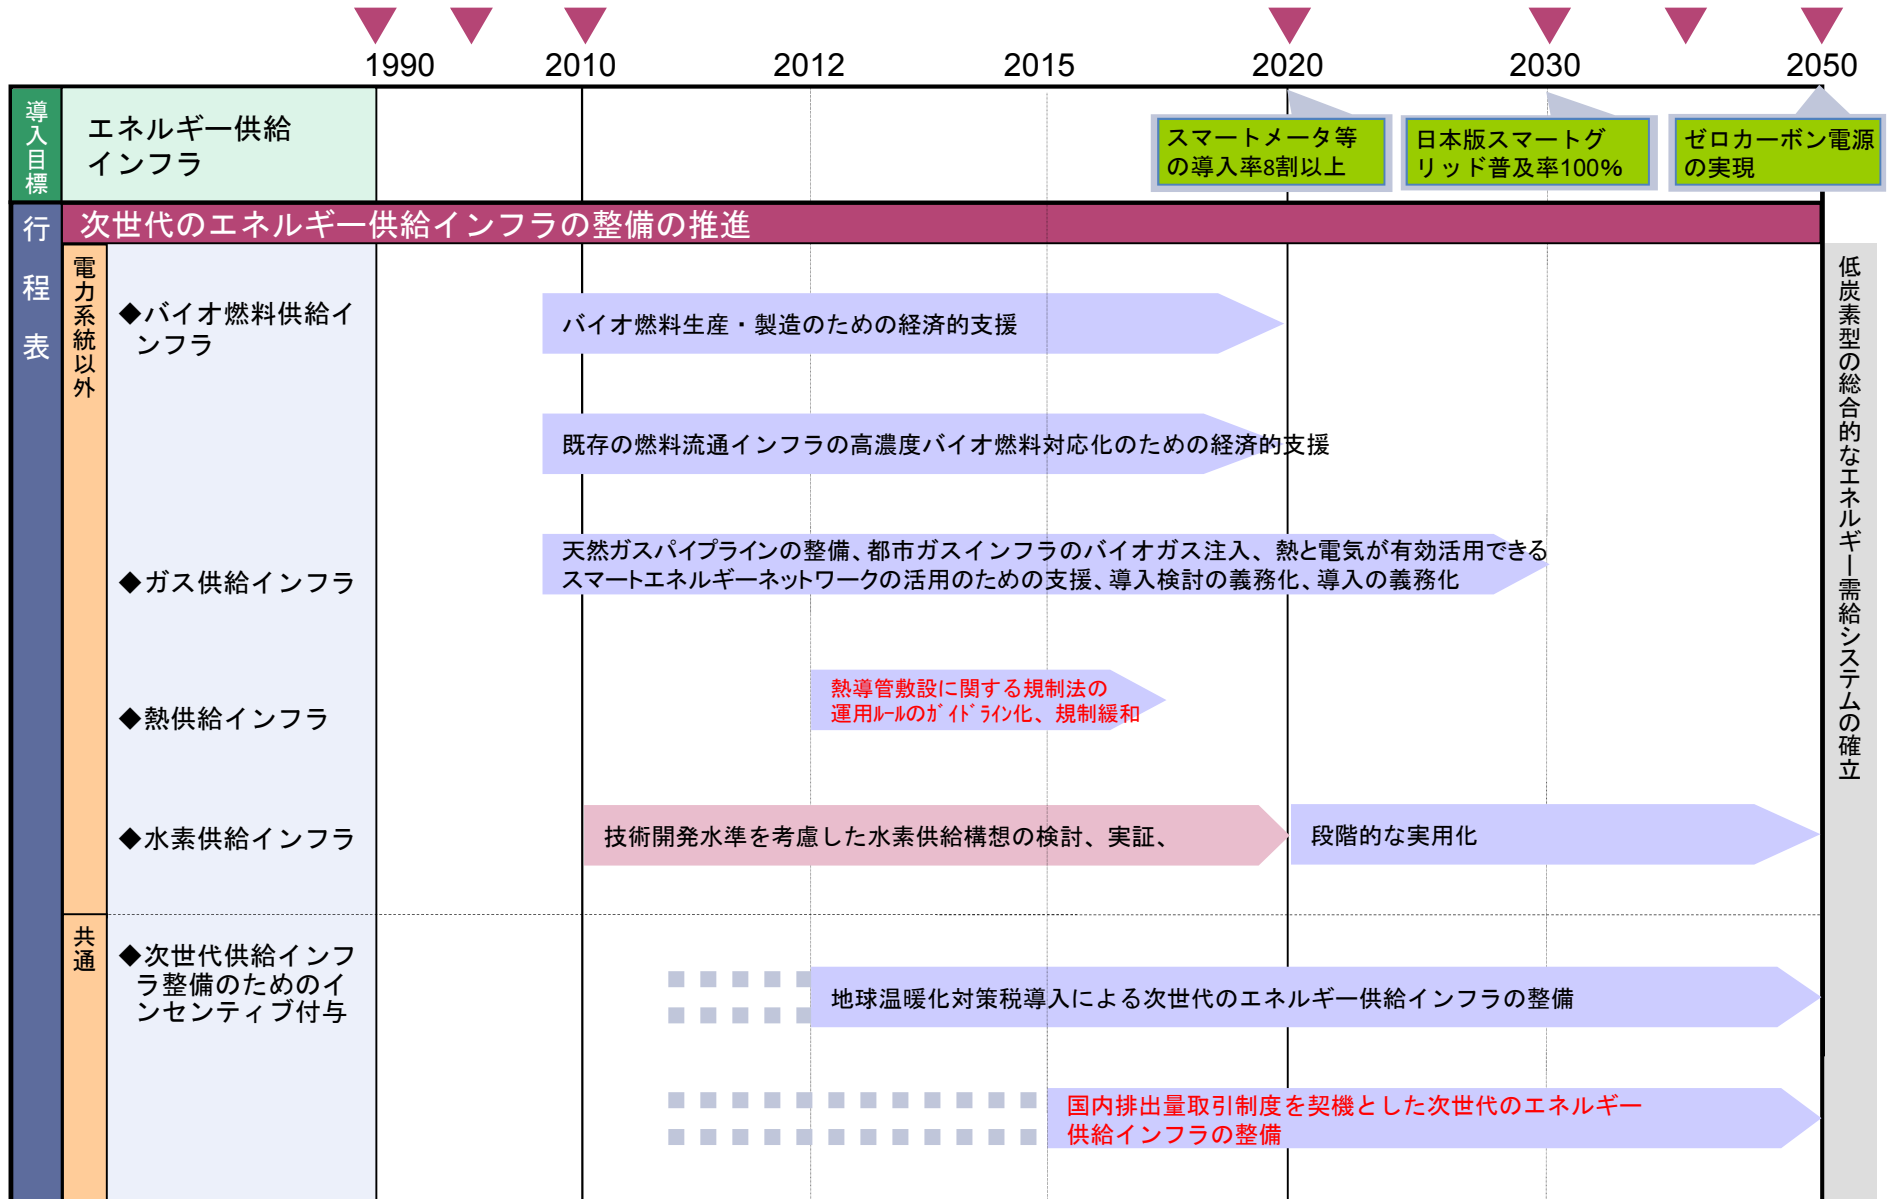 1990 2010 2012 2015 2020 2030 2050
導入目標
エネルギー供給
インフラ
スマートメータ等
の導入率8割以上
日本版スマートグ
リッド普及率100%
ゼロカーボン電源
の実現
行程表
次世代のエネルギー供給インフラの整備の推進
電力系統以外
◆バイオ燃料供給イ
ンフラ
バイオ燃料生産・製造のための経済的支援
既存の燃料流通インフラの高濃度バイオ燃料対応化のための経済的支援
◆ガス供給インフラ
天然ガスパイプラインの整備、都市ガスインフラのバイオガス注入、熱と電気が有効活用できる
スマートエネルギーネットワークの活用のための支援、導入検討の義務化、導入の義務化
◆熱供給インフラ
熱導管敷設に関する規制法の
運用ﾙｰﾙのｶﾞｲﾄﾞﾗｲﾝ化、規制緩和
◆水素供給インフラ
技術開発水準を考慮した水素供給構想の検討、実証、
段階的な実用化
共通
◆次世代供給インフ
ラ整備のためのイ
ンセンティブ付与
地球温暖化対策税導入による次世代のエネルギー供給インフラの整備
国内排出量取引制度を契機とした次世代のエネルギー
供給インフラの整備
低炭素型の総合的なエネルギー需給システムの確立